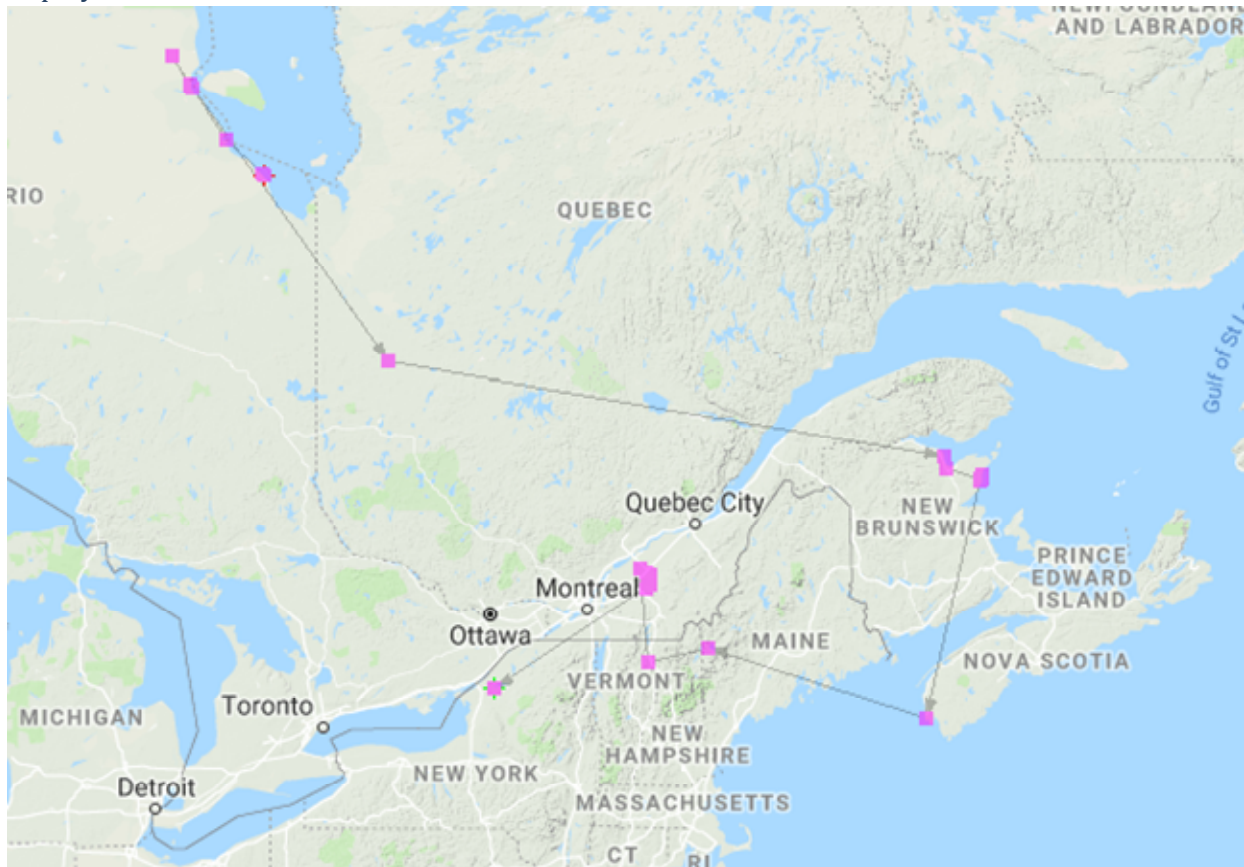 NEWFOUNDLAND
AND LABRADOR
RIO
QUEBEC
Gulf of St L
Quebec City
NEW
BRUNSWICK
Montreal
Ottawa
PRINCE
EDWARD
ISLAND
MAINE
NOVA SCOTIA
VERMONT
MICHIGAN
Toronto
NEW
HAMPSHIRE
NEW YORK
Detroit
MASSACHUSETTS
CT
RI